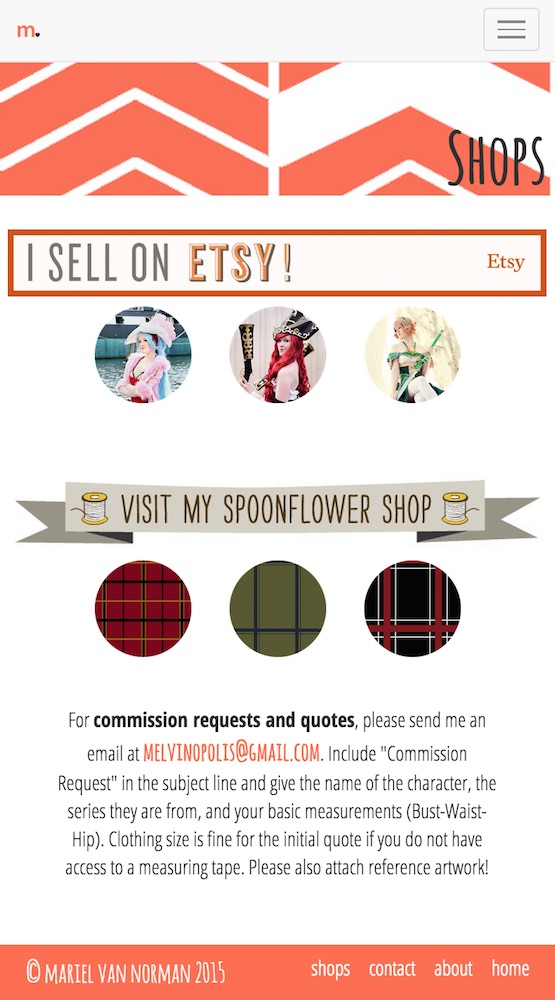 m.
Shops
I SELL ON ETSY!
Etsy
VISIT MY SPOONFLOWER SHOP
For commission requests and quotes, please send me an
email at melvinopolis@gmail.com. Include "Commission
Request" in the subject line and give the name of the character, the
series they are from, and your basic measurements (Bust-Waist-
Hip). Clothing size is fine for the initial quote if you do not have
access to a measuring tape. Please also attach reference artwork!
© mariel van norman 2015
shops contact about home